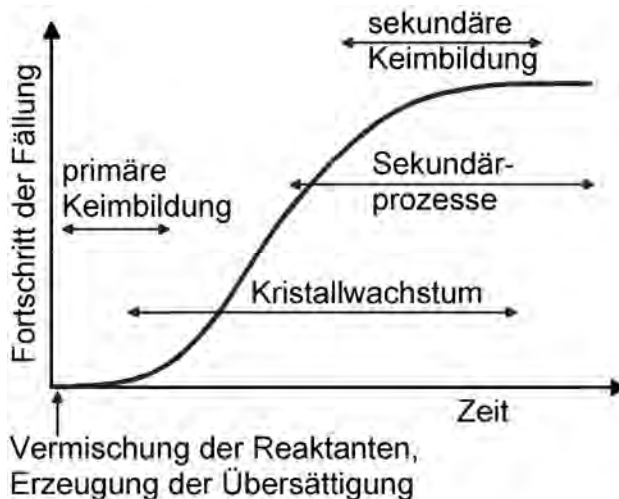 sekundäre
Keimbildung
Fortschritt der Fällung
primäre
Keimbildung
Sekundär-
prozesse
Kristallwachstum
Zeit
Vermischung der Reaktanten,
Erzeugung der Übersättigung